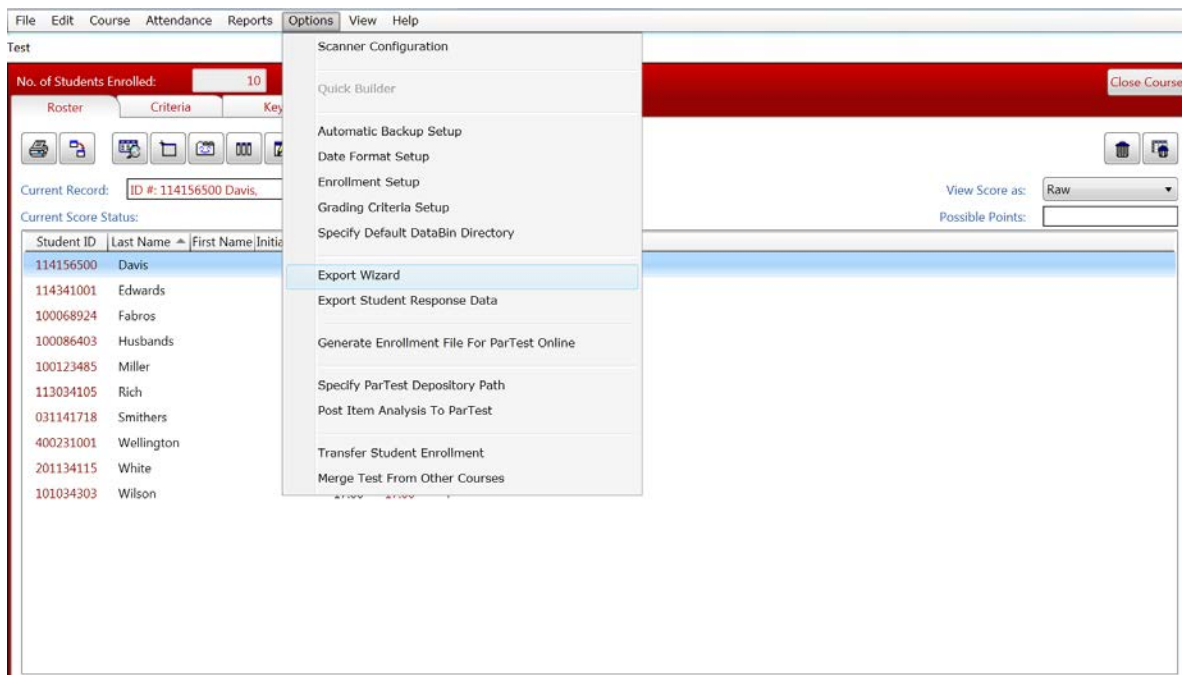 File Edit Course Attendance Reports Options View Help
Test
No. of Students Enrolled: 10 Close Course
Roster Criteria Key
Current Record: ID #: 114156500 Davis, View Score as: Raw
Current Score Status: Possible Points:
Student ID Last Name First Name Initia
114156500 Davis
114341001 Edwards
100068924 Fabros
100086403 Husbands
100123485 Miller
113034105 Rich
031141718 Smithers
400231001 Wellington
201134115 White
101034303 Wilson
Scanner Configuration
Quick Builder
Automatic Backup Setup
Date Format Setup
Enrollment Setup
Grading Criteria Setup
Specify Default DataBin Directory
Export Wizard
Export Student Response Data
Generate Enrollment File For ParTest Online
Specify ParTest Depository Path
Post Item Analysis To ParTest
Transfer Student Enrollment
Merge Test From Other Courses